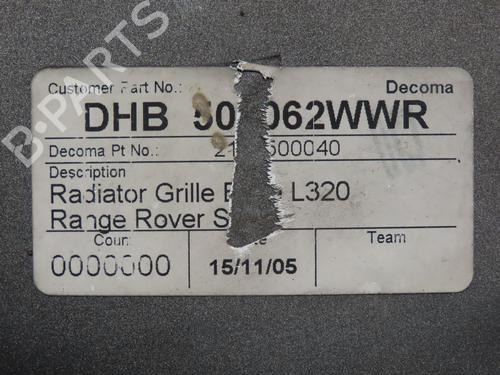 B-PARTS
Customer Part No.: Decoma
DHB 062WWR
Decoma Pt No.: 500040
Description
Radiator Grille L320
Range Rover
Coun
0000000 15/11/05
Team